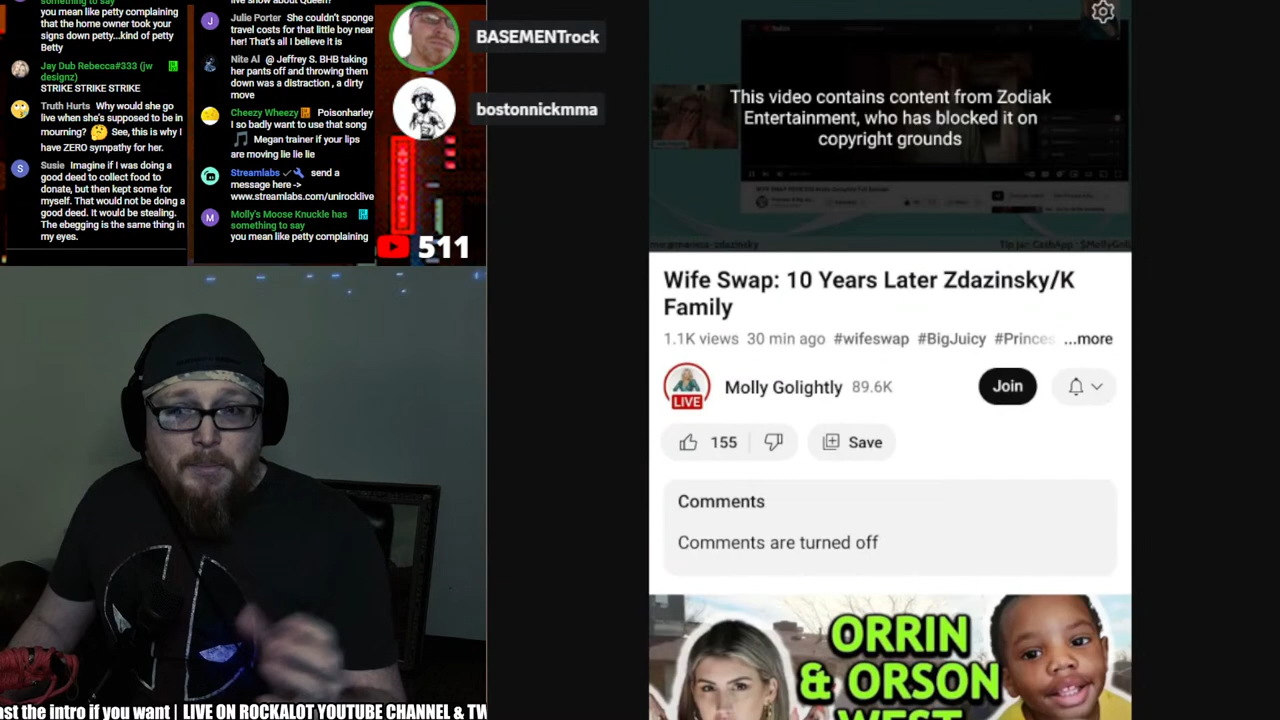 something to say
you mean like petty complaining
that the home owner took your
signs down petty...kind of petty
Betty
Jay Dub Rebecca#333 (jw
designz)
STRIKE STRIKE STRIKE
Truth Hurts Why would she go
live when she's supposed to be in
mourning? 🤔 See, this is why I
have ZERO sympathy for her.
S
Susie Imagine if I was doing a
good deed to collect food to
donate, but then kept some for
myself. That would not be doing a
good deed. It would be stealing.
The ebegging is the same thing in
my eyes.
J
Julie Porter She couldn't sponge
travel costs for that little boy near
her! That's all I believe it is
Nite Al @ Jeffrey S. BHB taking
her pants off and throwing them
down was a distraction , a dirty
move
Cheezy Wheezy Poisonharley
I so badly want to use that song
🎵 Megan trainer if your lips
are moving lie lie lie
Streamlabs ✓🔧 send a
message here ->
www.streamlabs.com/unirocklive
M
Molly's Moose Knuckle has
something to say
you mean like petty complaining
BASEMENTrock
bostonnickmma
511
This video contains content from Zodiak
Entertainment, who has blocked it on
copyright grounds
Wife Swap: 10 Years Later Zdazinsky/K
Family
1.1K views 30 min ago #wifeswap #BigJuicy #Princes ...more
LIVE
Molly Golightly 89.6K
Join
155
Save
Comments
Comments are turned off
ORRIN
& ORSON
WEST
st the intro if you want | LIVE ON ROCKALOT YOUTUBE CHANNEL & TW